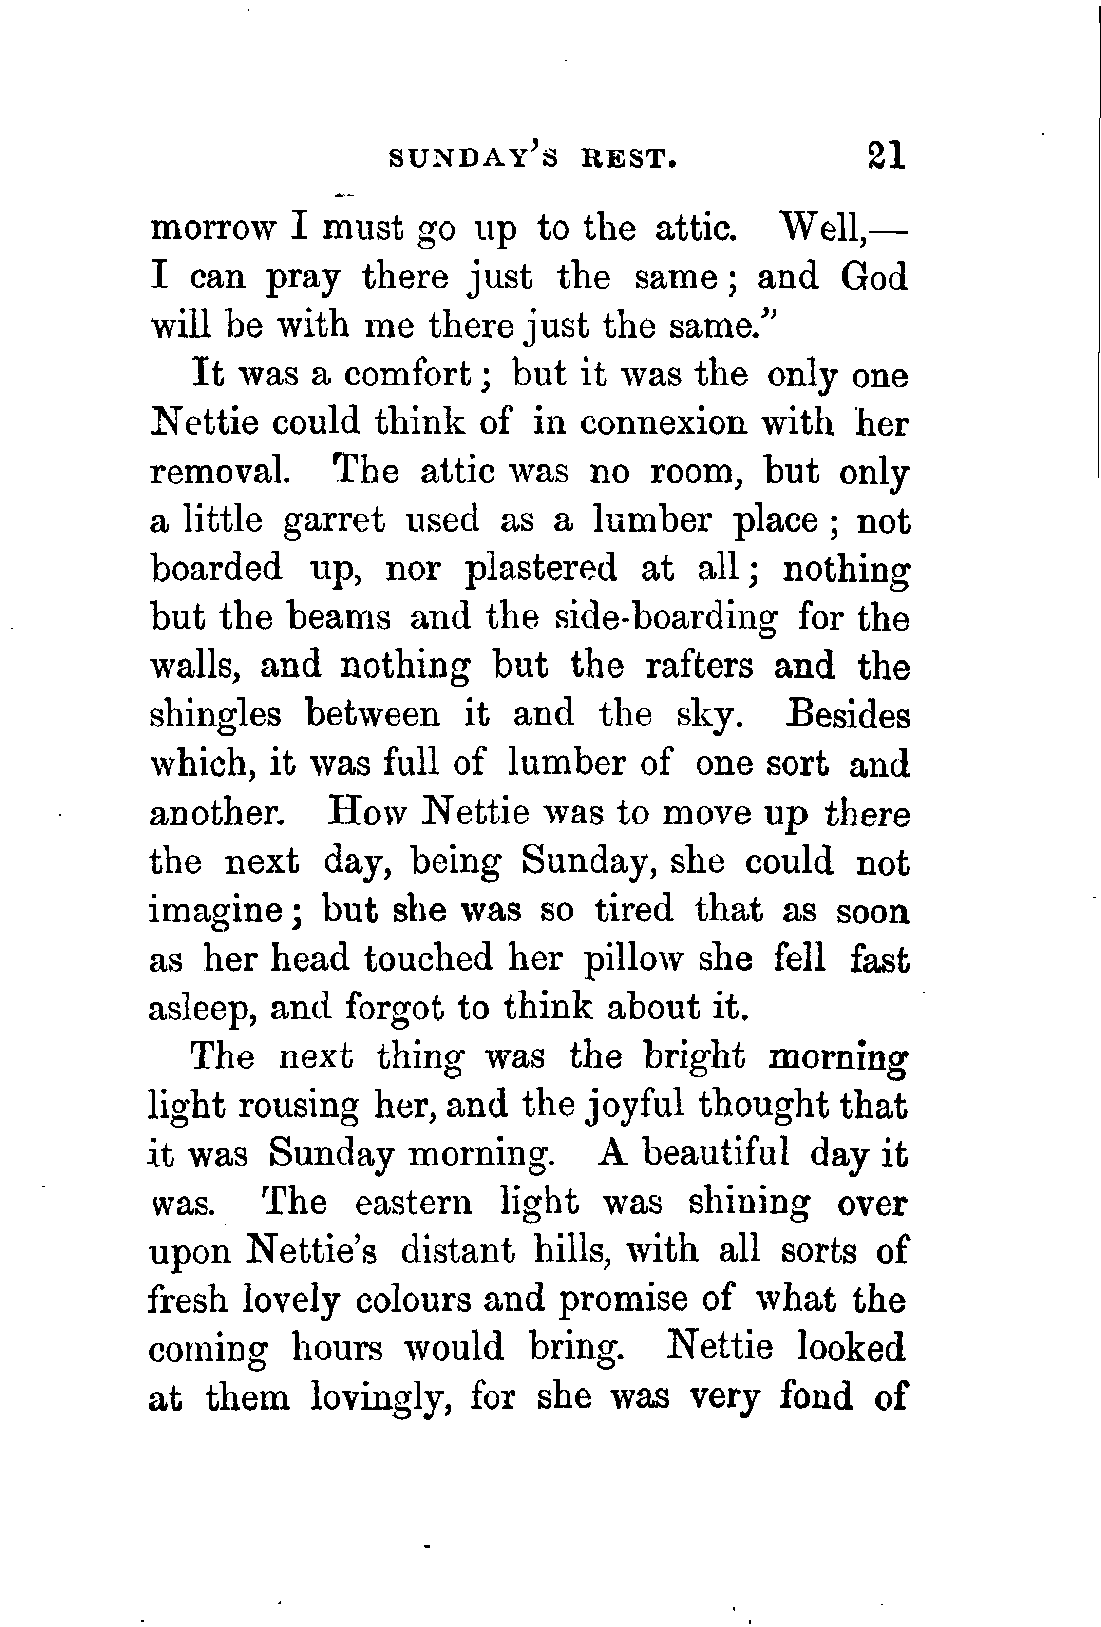 SUNDAY'S REST. 21
morrow I must go up to the attic. Well,—
I can pray there just the same; and God
will be with me there just the same."
It was a comfort; but it was the only one
Nettie could think of in connexion with her
removal. The attic was no room, but only
a little garret used as a lumber place; not
boarded up, nor plastered at all; nothing
but the beams and the side-boarding for the
walls, and nothing but the rafters and the
shingles between it and the sky. Besides
which, it was full of lumber of one sort and
another. How Nettie was to move up there
the next day, being Sunday, she could not
imagine; but she was so tired that as soon
as her head touched her pillow she fell fast
asleep, and forgot to think about it.
The next thing was the bright morning
light rousing her, and the joyful thought that
it was Sunday morning. A beautiful day it
was. The eastern light was shining over
upon Nettie's distant hills, with all sorts of
fresh lovely colours and promise of what the
coming hours would bring. Nettie looked
at them lovingly, for she was very fond of